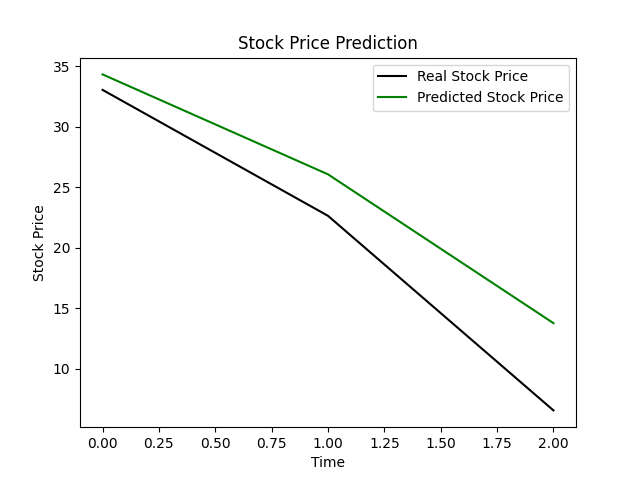 Stock Price Prediction
Real Stock Price
Predicted Stock Price
Stock Price
35
30
25
20
15
10
0.00 0.25 0.50 0.75 1.00 1.25 1.50 1.75 2.00
Time